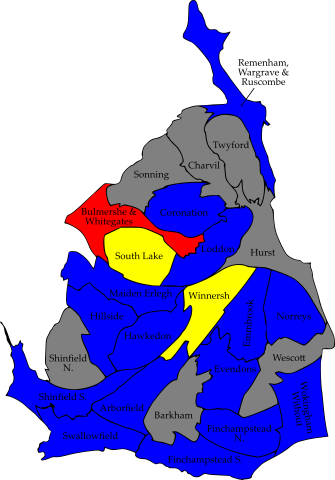 Remenham,
Wargrave &
Ruscombe
Twyford
Charvil
Sonning
Bulmershe &
Whitegates
Coronation
Loddon
Hurst
South Lake
Maiden Erlegh
Winnersh
Hillside
Emmbrook
Norreys
Hawkedon
Shinfield
N.
Wescott
Evendons
Shinfield S.
Arborfield
Barkham
Wokingham
Without
Finchampstead
N.
Swallowfield
Finchampstead S.